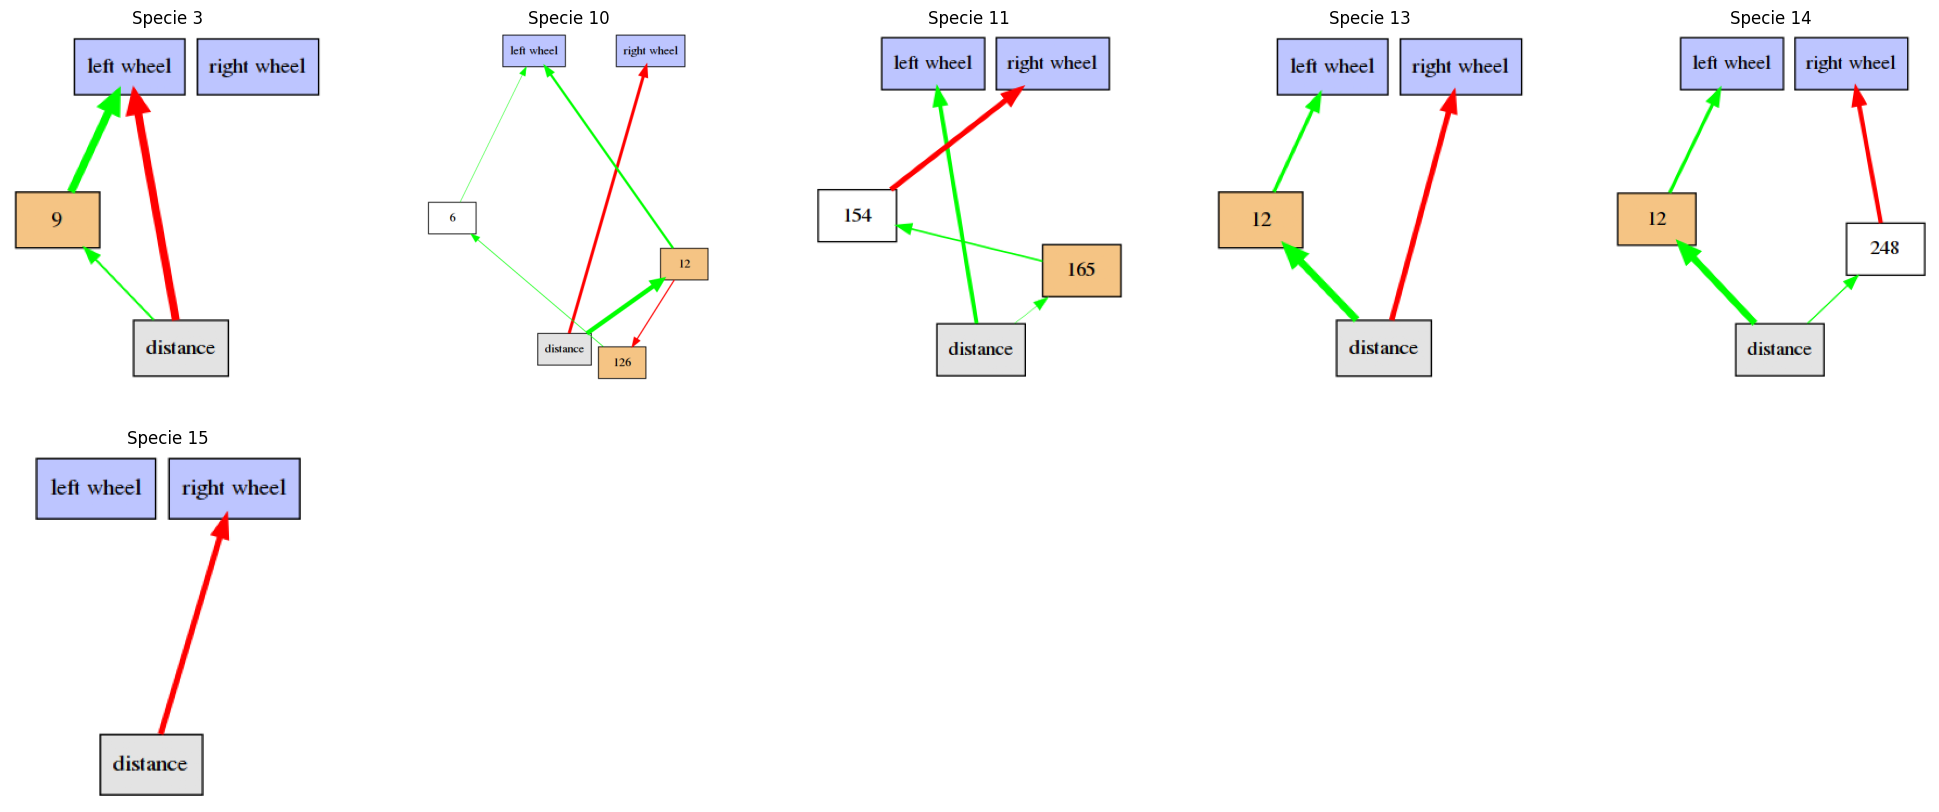 Specie 3
left wheel
right wheel
9
distance
Specie 10
left wheel
right wheel
6
12
distance
126
Specie 11
left wheel
right wheel
154
165
distance
Specie 13
left wheel
right wheel
12
distance
Specie 14
left wheel
right wheel
12
248
distance
Specie 15
left wheel
right wheel
distance